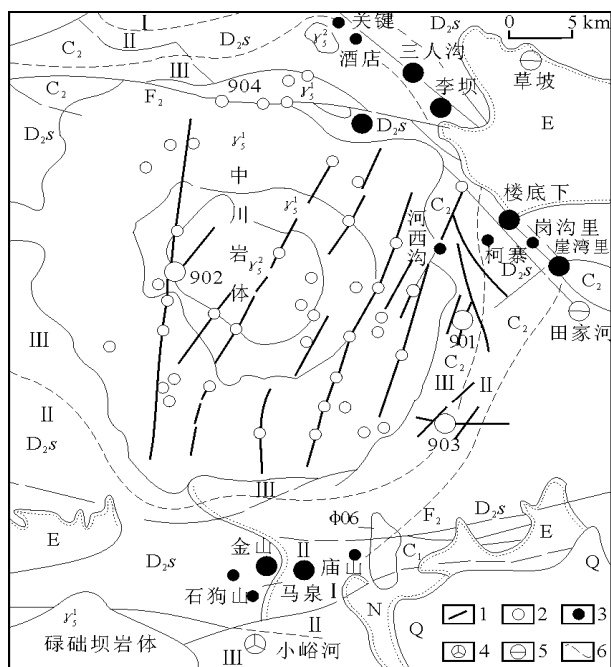 I
关键
0 5 km
C₂
II
D₂s
γ₅²
酒店
三人沟
草坡
III
C₂
904
李坝
F₂
γ₅¹
D₂s
E
D₂s
γ₅¹
中
川
岩
体
γ₅¹
γ₅²
902
河西沟
C₂
楼底下
岗沟里
柯寨
崖湾里
D₂s
C₂
田家河
C₂
901
C₂
III
II
III
II
D₂s
903
III
φ06
F₂
D₂s
E
E
D₂s
金山
II
庙山
C₁
Q
石狗山
马泉
I
N
γ₅¹
II
Q
碌础坝岩体
III
小峪河
1 2 3
4 5 6